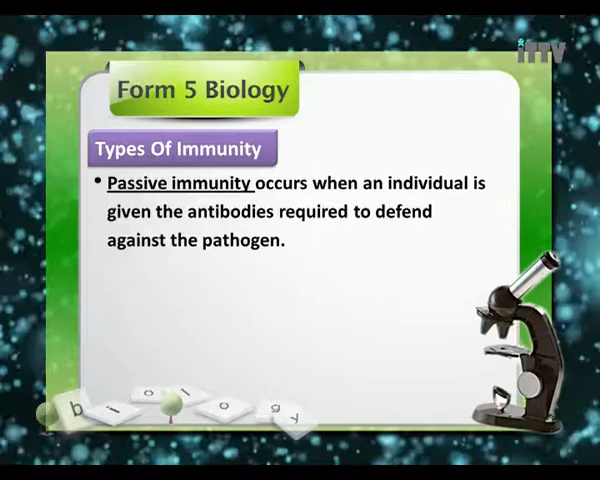 iTTV
Form 5 Biology
Types Of Immunity
• Passive immunity occurs when an individual is
given the antibodies required to defend
against the pathogen.
b i o l o g y